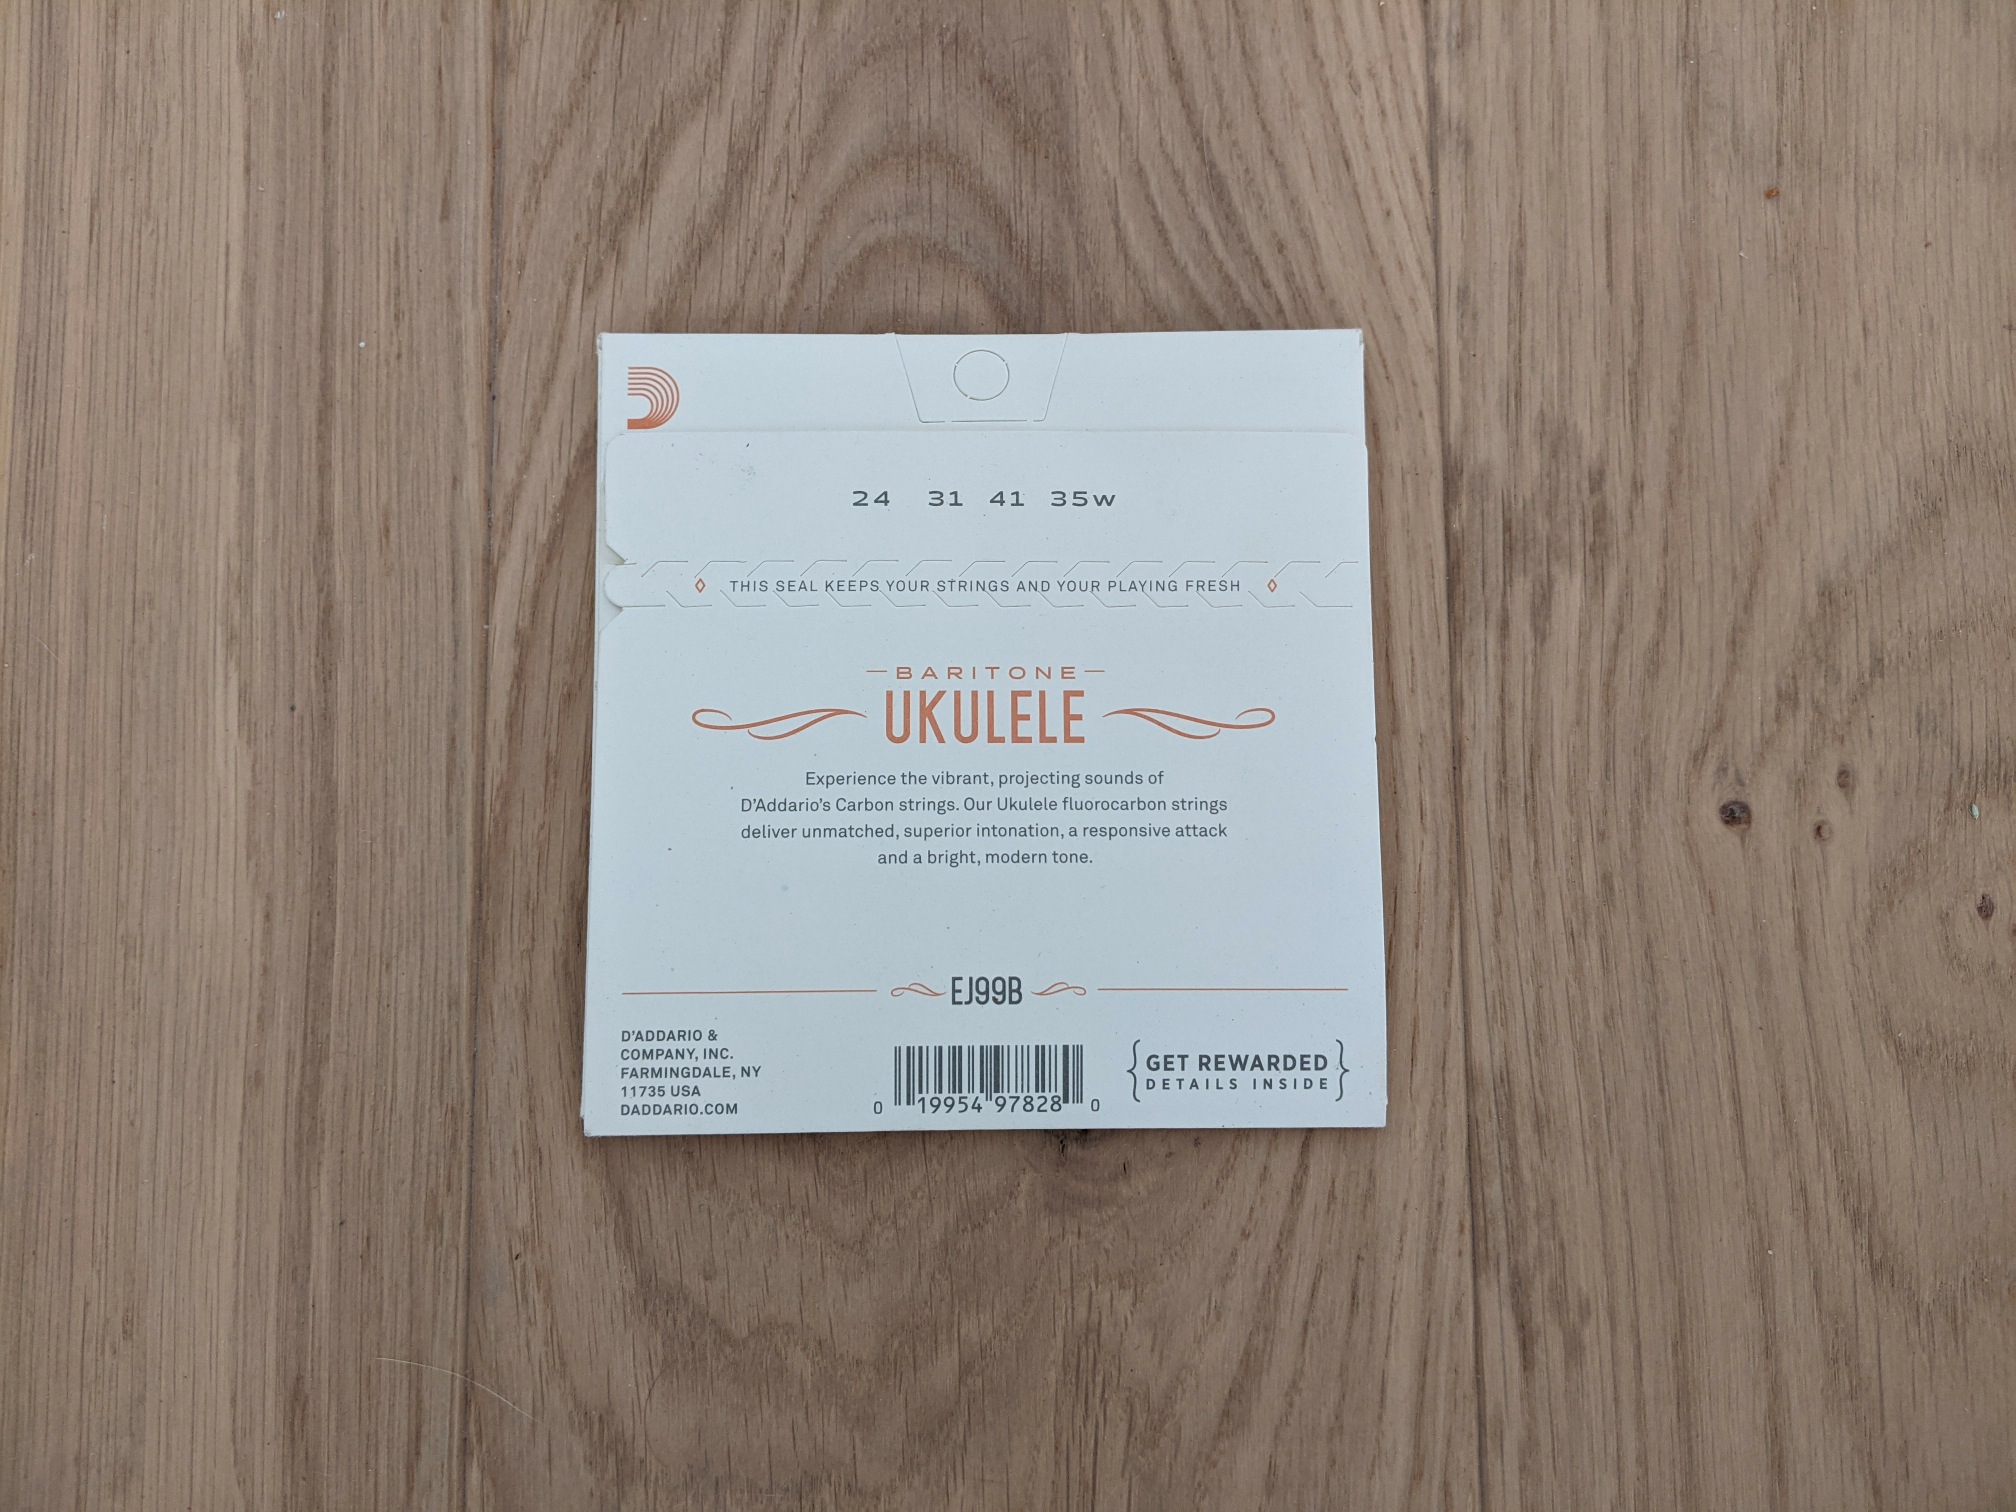 24 31 41 35w
THIS SEAL KEEPS YOUR STRINGS AND YOUR PLAYING FRESH
BARITONE
UKULELE
Experience the vibrant, projecting sounds of
D'Addario's Carbon strings. Our Ukulele fluorocarbon strings
deliver unmatched, superior intonation, a responsive attack
and a bright, modern tone.
EJ99B
D'ADDARIO &
COMPANY, INC.
FARMINGDALE, NY
11735 USA
DADDARIO.COM
0 19954 97828 0
GET REWARDED
DETAILS INSIDE